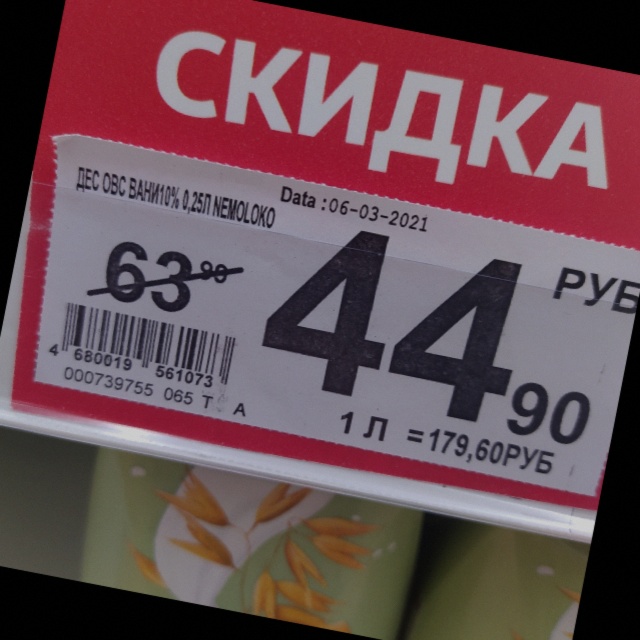 СКИДКА
ДЕС ОВС ВАНИ10% 0,25Л NEMOLOKO
Data :06-03-2021
63 90
44 90
РУБ
4 680019 561073
000739755 065 Т А
1 Л =179,60РУБ